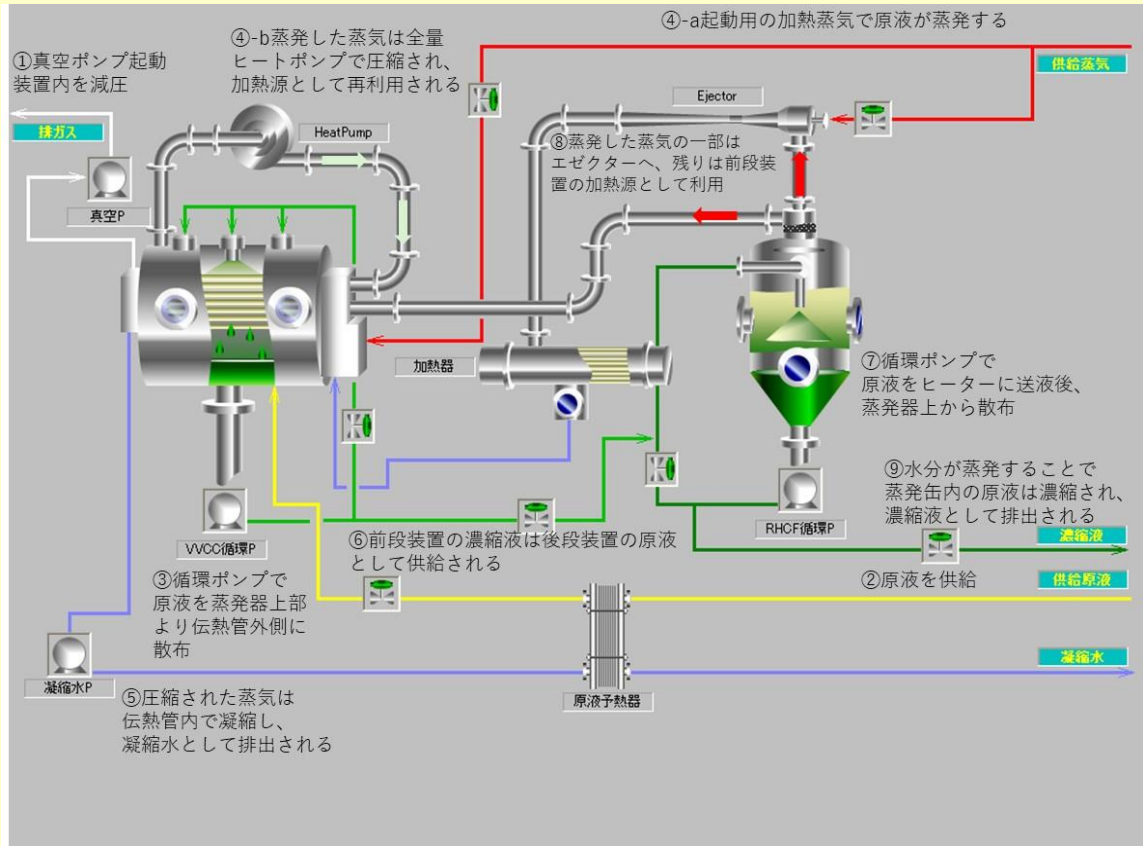 ④-a起動用の加熱蒸気で原液が蒸発する
④-b蒸発した蒸気は全量
ヒートポンプで圧縮され、
加熱源として再利用される
①真空ポンプ起動
装置内を減圧
供給蒸気
Ejector
排ガス
HeatPump
⑧蒸発した蒸気の一部は
エゼクターへ、残りは前段装
置の加熱源として利用
真空P
加熱器
⑦循環ポンプで
原液をヒーターに送液後、
蒸発器上から散布
⑨水分が蒸発することで
蒸発缶内の原液は濃縮され、
濃縮液として排出される
RHCF循環P
VVCC循環P
⑥前段装置の濃縮液は後段装置の原液
として供給される
濃縮液
③循環ポンプで
原液を蒸発器上部
より伝熱管外側に
散布
②原液を供給
供給原液
凝縮水
凝縮水P
⑤圧縮された蒸気は
伝熱管内で凝縮し、
凝縮水として排出される
原液予熱器